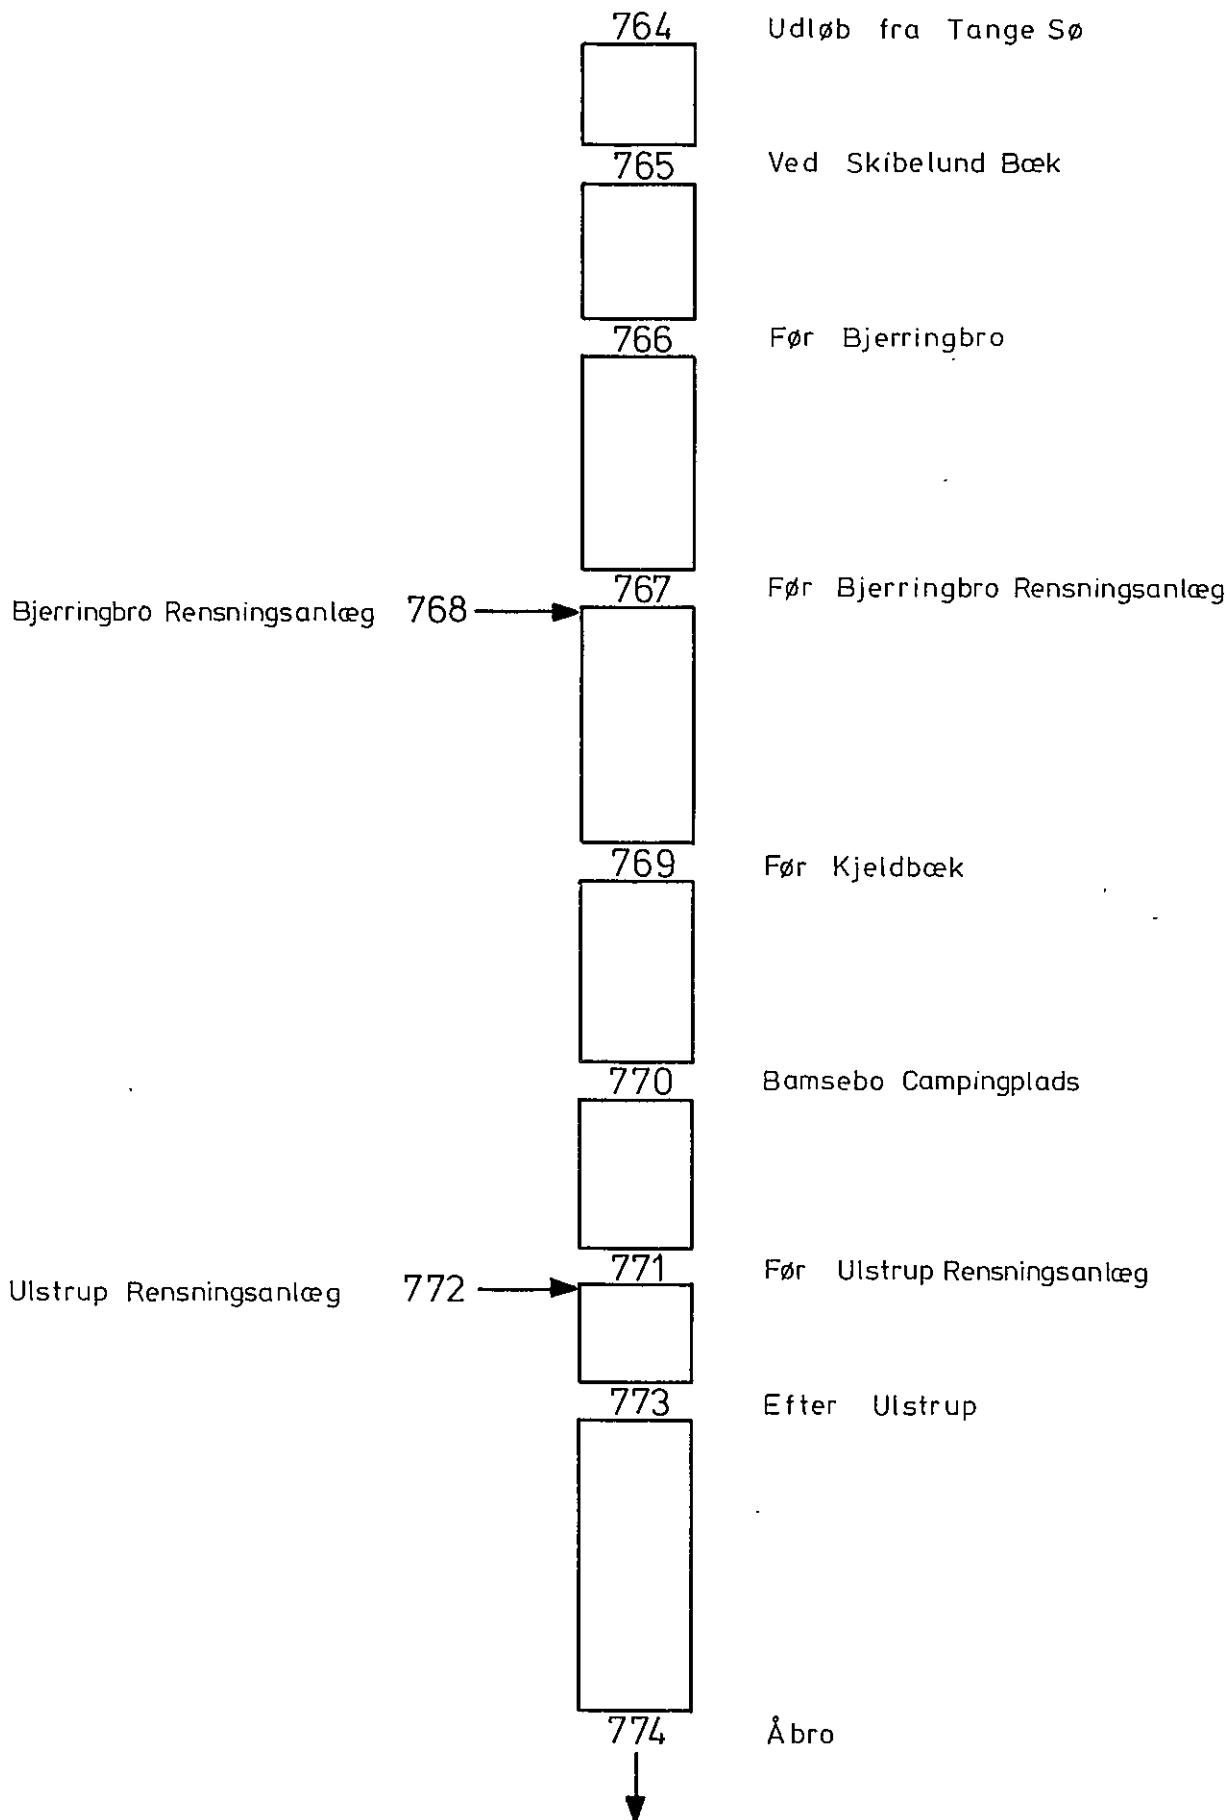 764 Udløb fra Tange Sø
765 Ved Skibelund Bæk
766 Før Bjerringbro
767 Før Bjerringbro Rensningsanlæg
Bjerringbro Rensningsanlæg 768
769 Før Kjeldbæk
770 Bamsebo Campingplads
771 Før Ulstrup Rensningsanlæg
Ulstrup Rensningsanlæg 772
773 Efter Ulstrup
774 Åbro